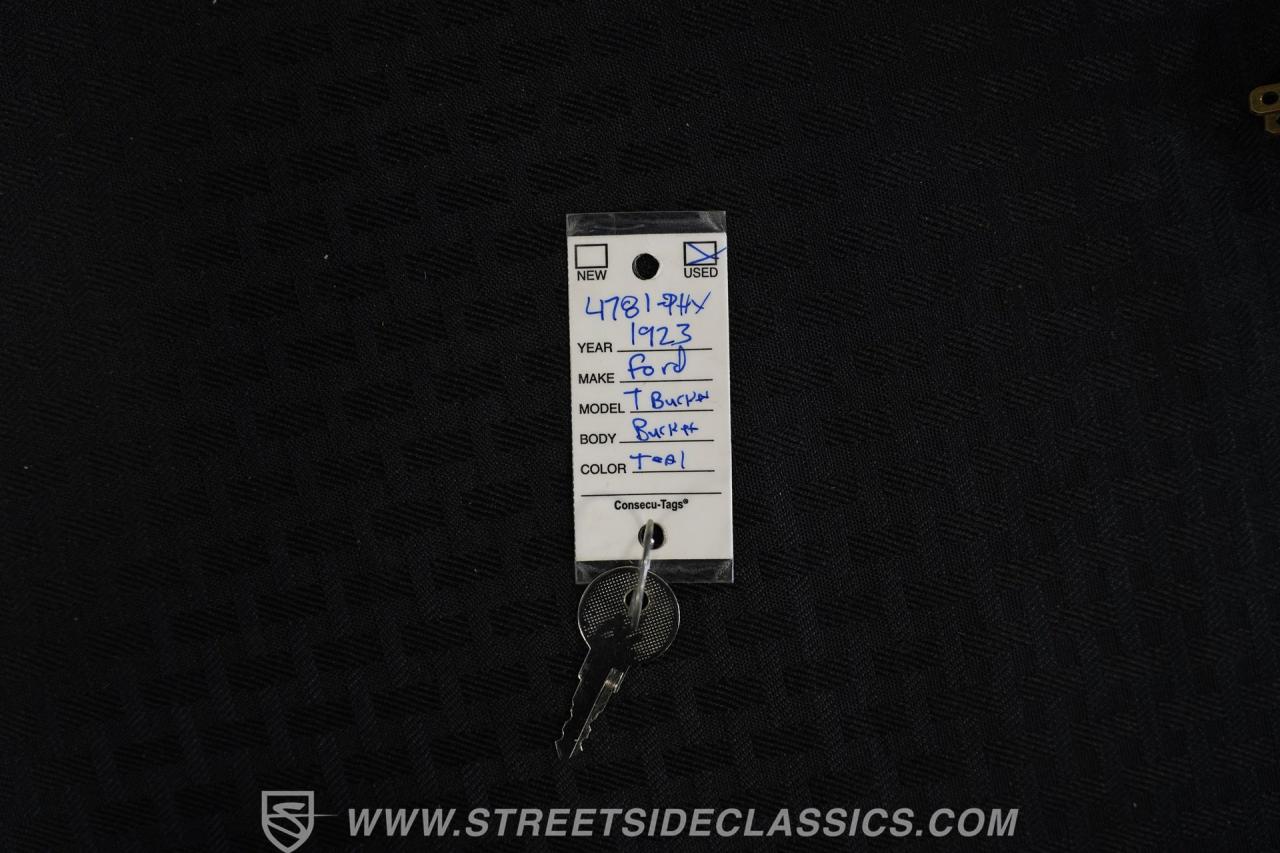 NEW USED
4781-PHX
YEAR 1923
MAKE Ford
MODEL T Bucket
BODY Bucket
COLOR Teal
Consecu-Tags®
WWW.STREETSIDECLASSICS.COM